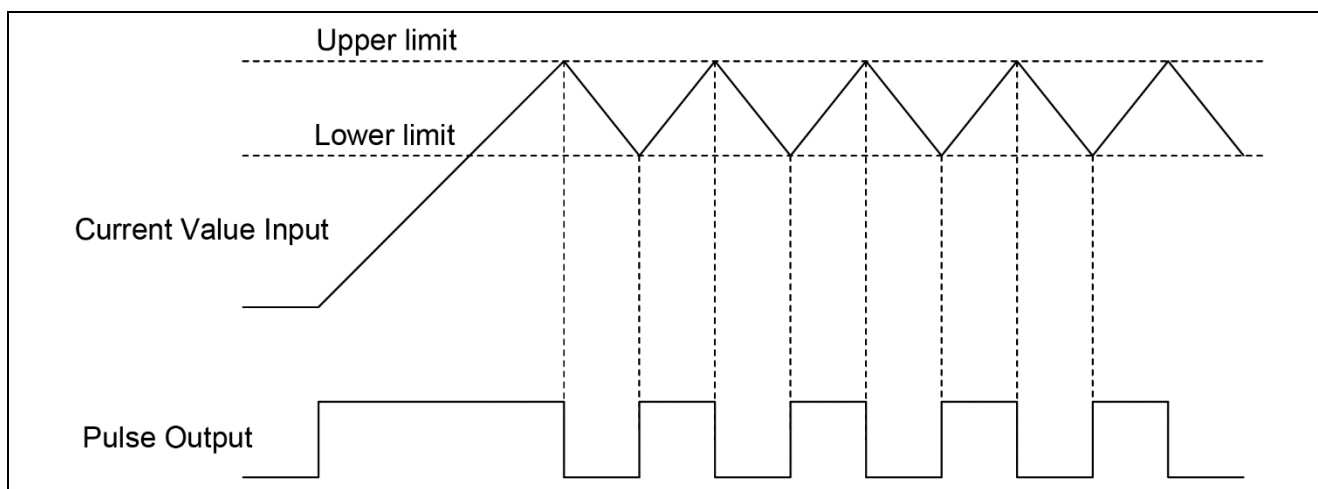 Upper limit
Lower limit
Current Value Input
Pulse Output